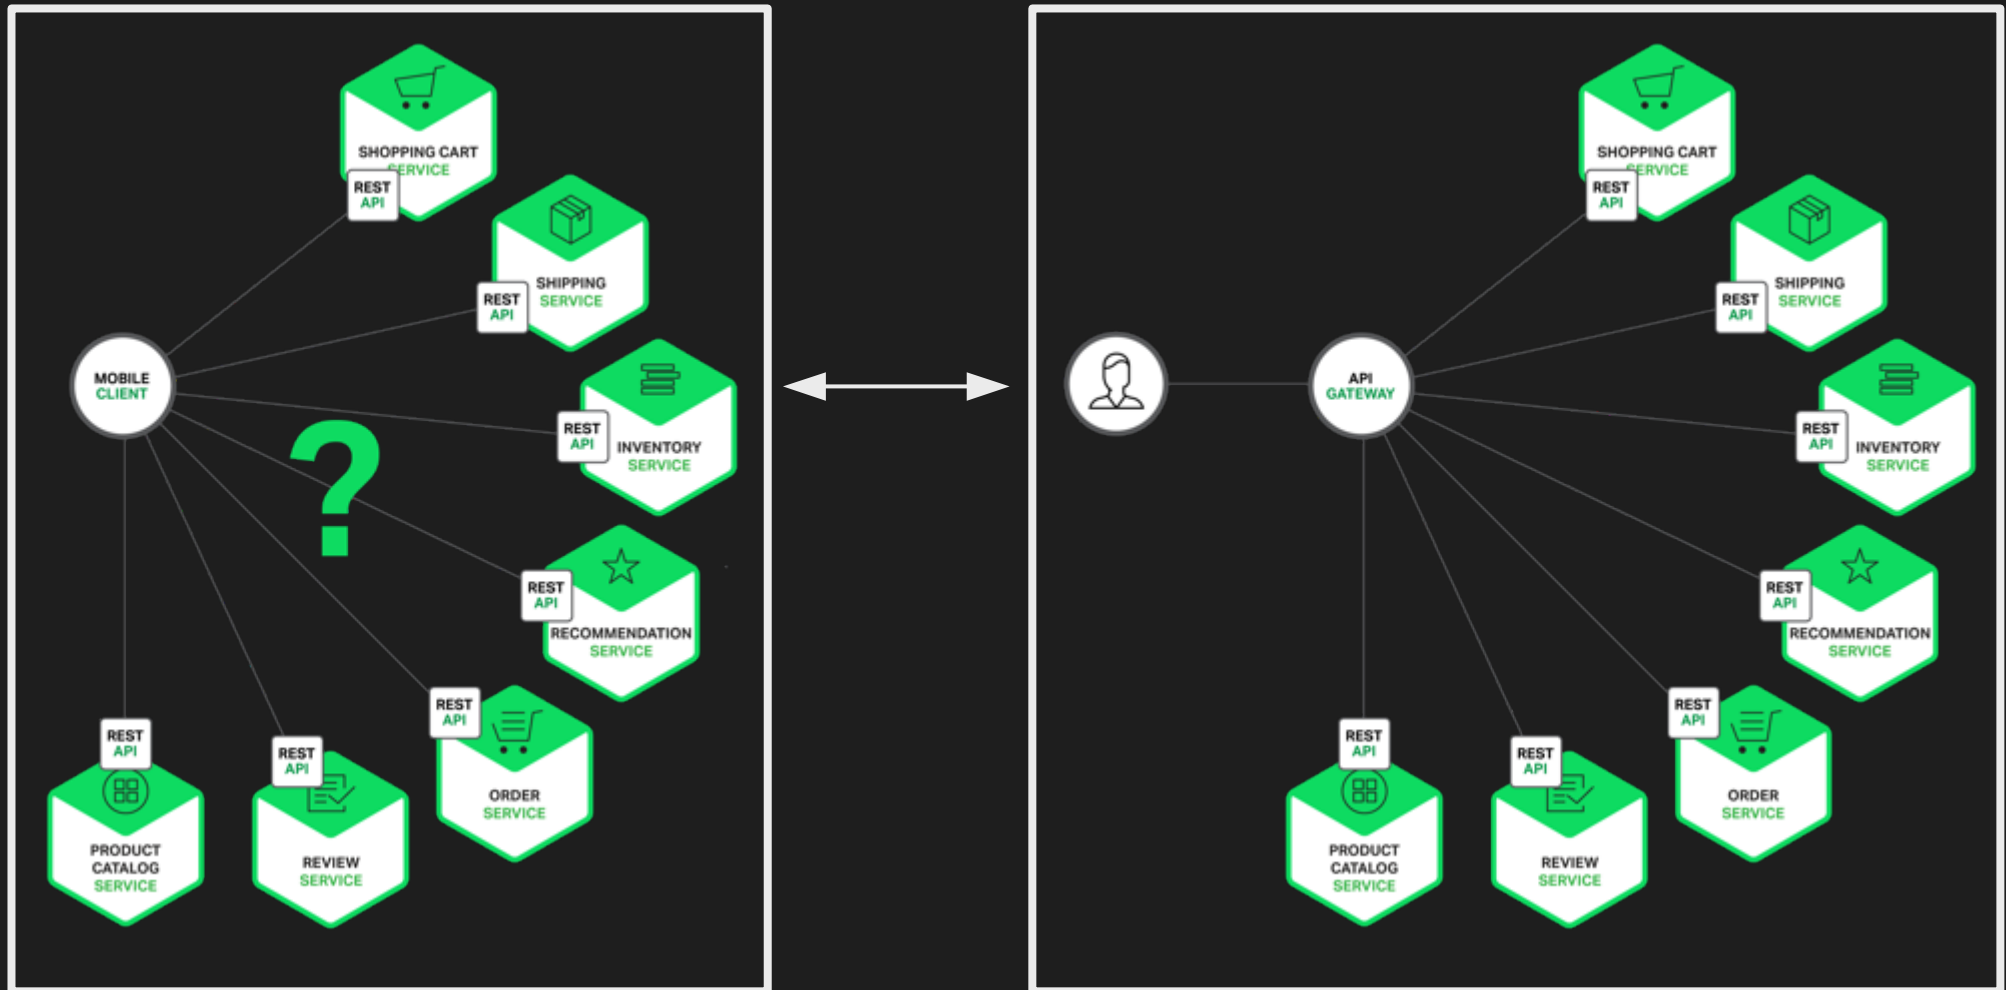 SHOPPING CART
SERVICE
REST
API
SHIPPING
SERVICE
REST
API
MOBILE
CLIENT
REST
API
INVENTORY
SERVICE
?
REST
API
RECOMMENDATION
SERVICE
REST
API
ORDER
SERVICE
REST
API
REVIEW
SERVICE
REST
API
PRODUCT
CATALOG
SERVICE
SHOPPING CART
SERVICE
REST
API
SHIPPING
SERVICE
REST
API
API
GATEWAY
REST
API
INVENTORY
SERVICE
REST
API
RECOMMENDATION
SERVICE
REST
API
ORDER
SERVICE
REST
API
REVIEW
SERVICE
REST
API
PRODUCT
CATALOG
SERVICE